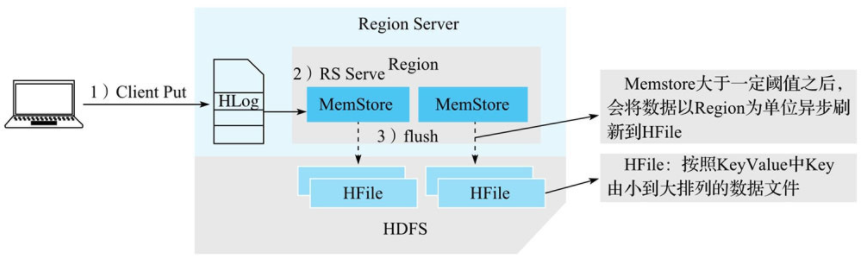 Region Server
Region
1）Client Put
2）RS Serve
HLog
MemStore
MemStore
3）flush
HFile
HFile
HDFS
Memstore大于一定阈值之后，
会将数据以Region为单位异步刷
新到HFile
HFile：按照KeyValue中Key
由小到大排列的数据文件